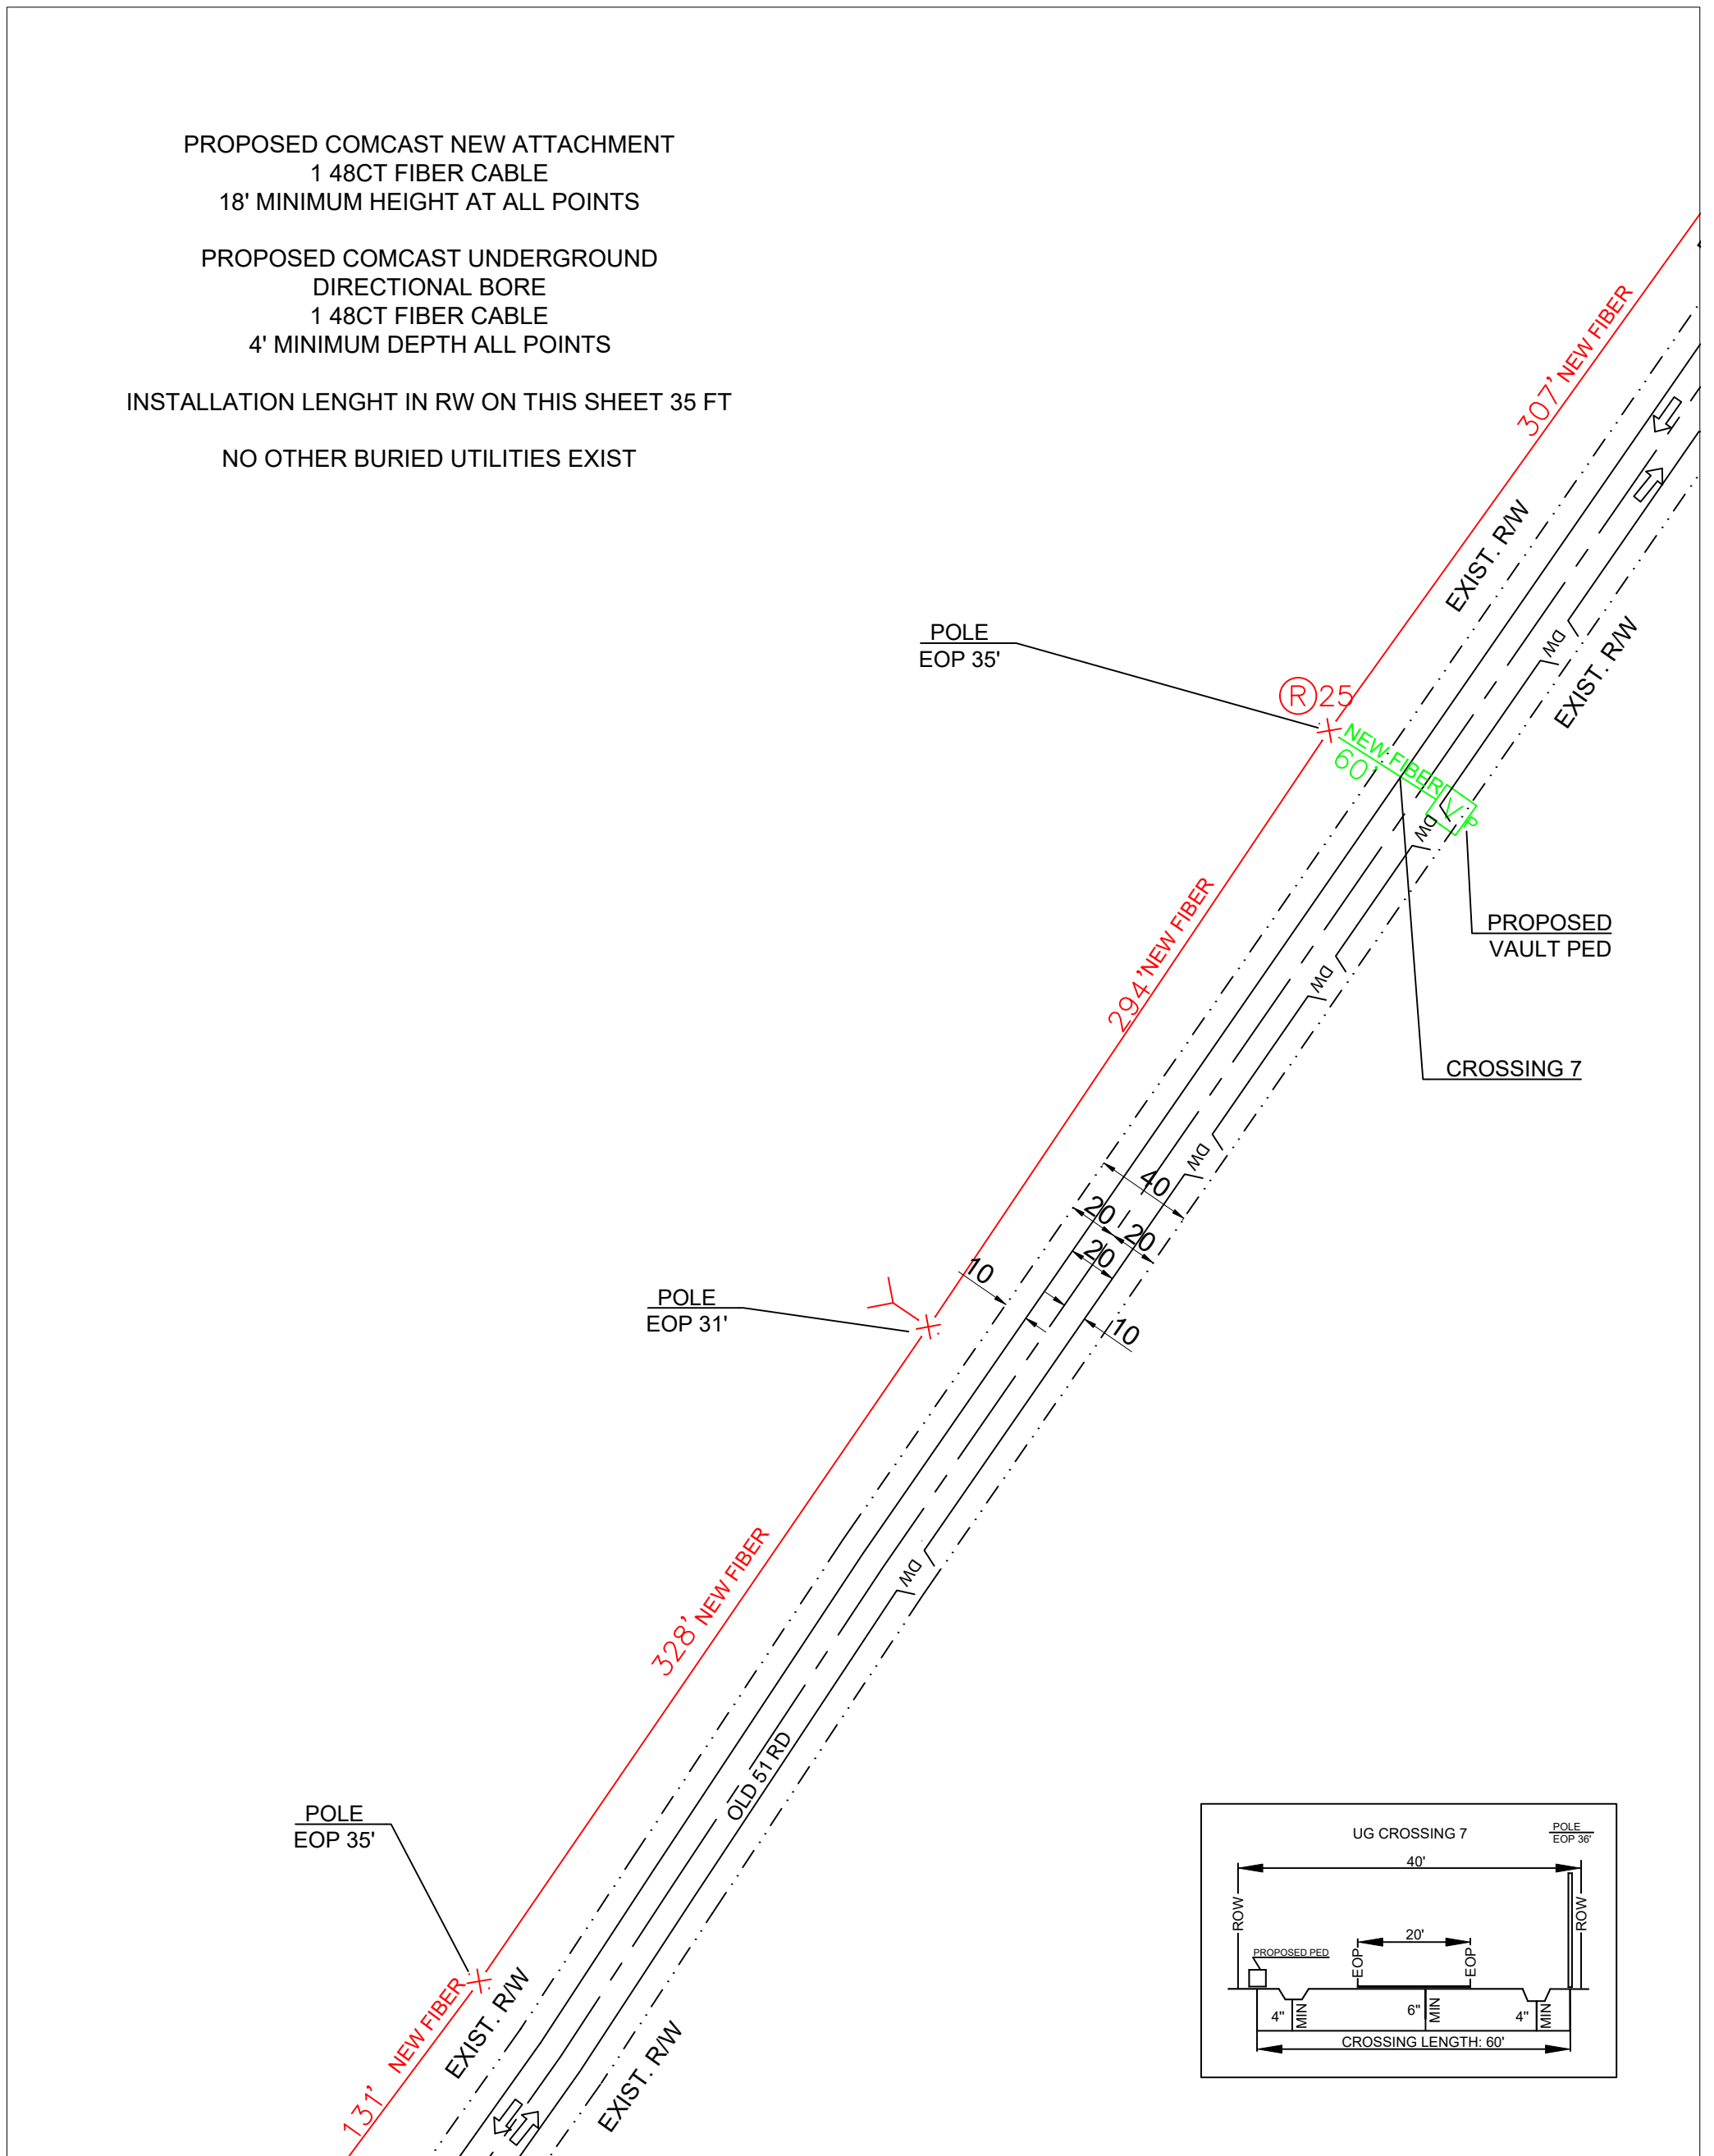 PROPOSED COMCAST NEW ATTACHMENT
1 48CT FIBER CABLE
18' MINIMUM HEIGHT AT ALL POINTS
PROPOSED COMCAST UNDERGROUND
DIRECTIONAL BORE
1 48CT FIBER CABLE
4' MINIMUM DEPTH ALL POINTS
INSTALLATION LENGHT IN RW ON THIS SHEET 35 FT
NO OTHER BURIED UTILITIES EXIST
307' NEW FIBER
EXIST. R/W
EXIST. R/W
DW
POLE
EOP 35'
R 25
NEW FIBER
60'
V
P
DW
294' NEW FIBER
PROPOSED
VAULT PED
DW
CROSSING 7
DW
40
20
20
20
10
10
POLE
EOP 31'
DW
328' NEW FIBER
OLD 51 RD
POLE
EOP 35'
131' NEW FIBER
EXIST. R/W
EXIST. R/W
UG CROSSING 7
POLE
EOP 36'
40'
ROW
ROW
20'
PROPOSED PED
EOP
EOP
4" MIN
6" MIN
4" MIN
CROSSING LENGTH: 60'